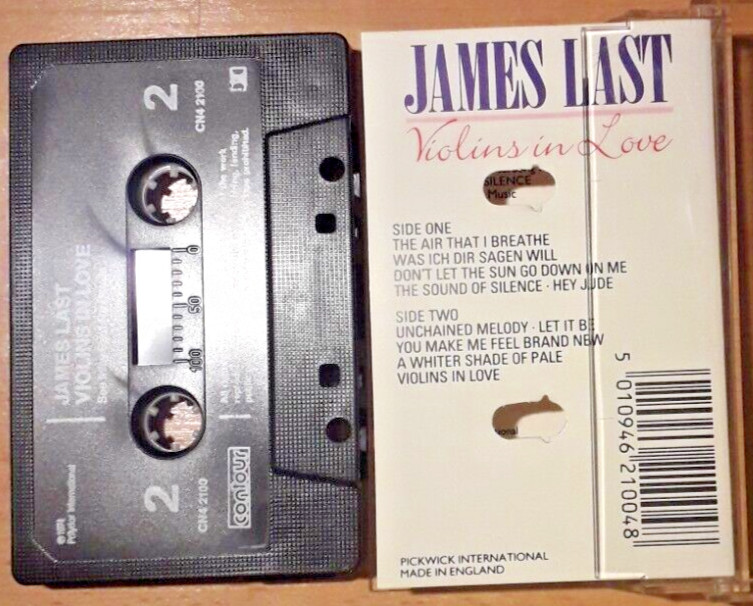 2
CN4 2100
JAMES LAST
VIOLINS IN LOVE
0
50
100
2
CN4 2100
contour
Polydor International
JAMES LAST
Violins in Love
SILENCE
Music
SIDE ONE
THE AIR THAT I BREATHE
WAS ICH DIR SAGEN WILL
DON'T LET THE SUN GO DOWN ON ME
THE SOUND OF SILENCE · HEY JUDE
SIDE TWO
UNCHAINED MELODY · LET IT BE
YOU MAKE ME FEEL BRAND NEW
A WHITER SHADE OF PALE
VIOLINS IN LOVE
5 010946 210048
PICKWICK INTERNATIONAL
MADE IN ENGLAND